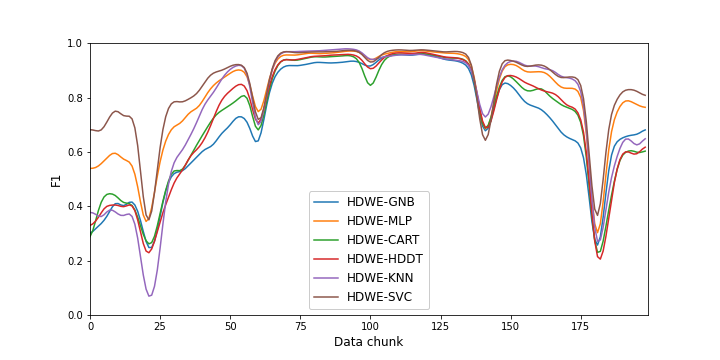 1.0
0.8
0.6
0.4
0.2
0.0
F1
HDWE-GNB
HDWE-MLP
HDWE-CART
HDWE-HDDT
HDWE-KNN
HDWE-SVC
0 25 50 75 100 125 150 175
Data chunk